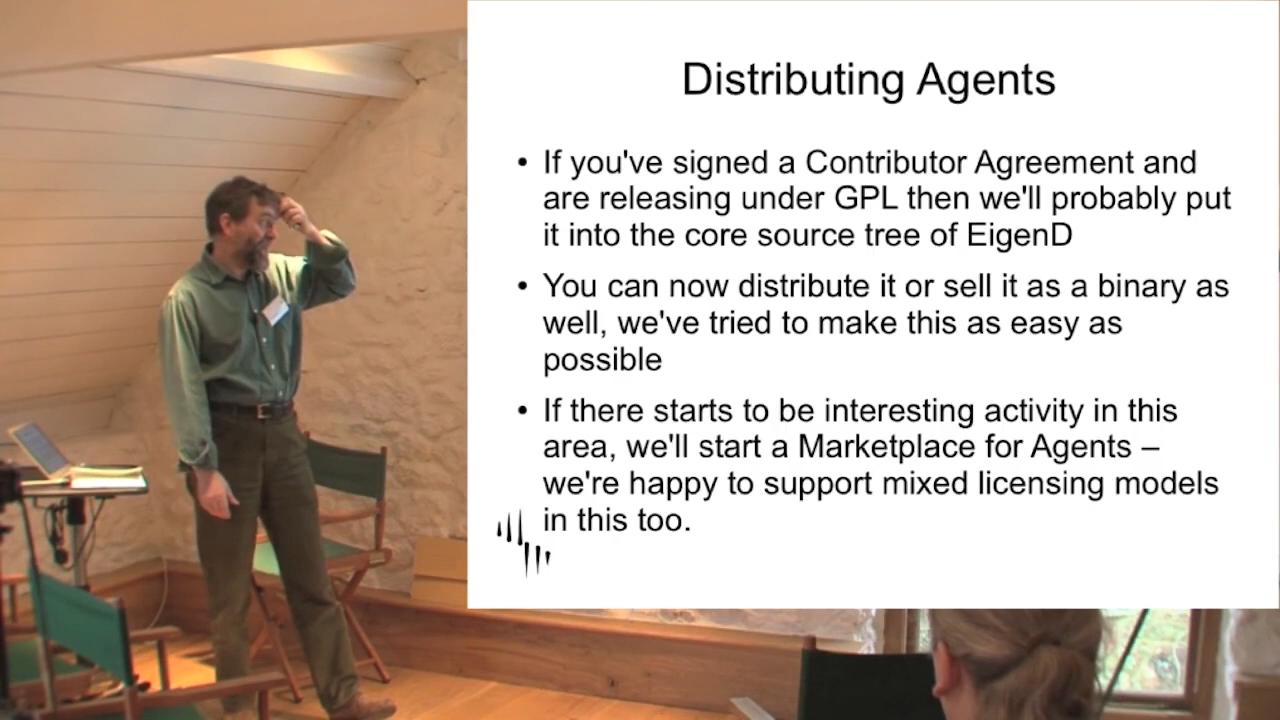 Distributing Agents
• If you've signed a Contributor Agreement and
are releasing under GPL then we'll probably put
it into the core source tree of EigenD
• You can now distribute it or sell it as a binary as
well, we've tried to make this as easy as
possible
• If there starts to be interesting activity in this
area, we'll start a Marketplace for Agents –
we're happy to support mixed licensing models
in this too.